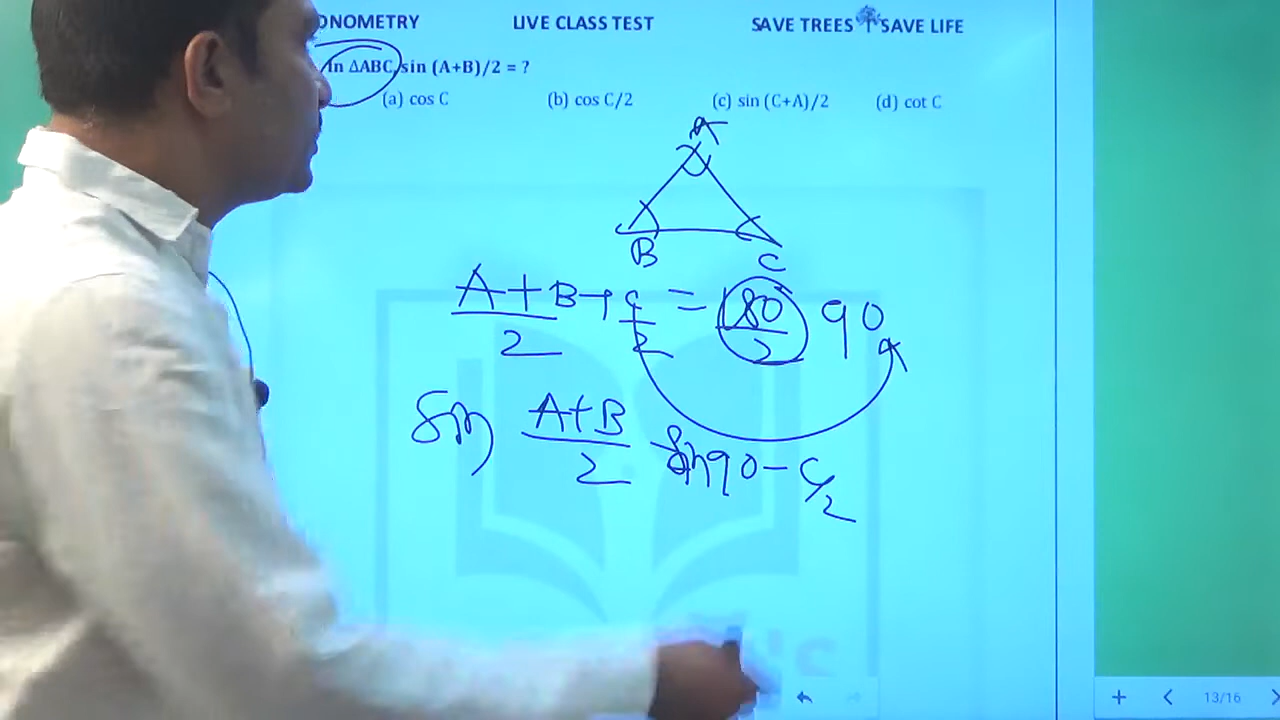 ONOMETRY LIVE CLASS TEST SAVE TREES SAVE LIFE
In ΔABC, sin (A+B)/2 = ?
(a) cos C (b) cos C/2 (c) sin (C+A)/2 (d) cot C
A
B
C
A+B/2 + C/2 = 180/2 90
Sin A+B/2 Sin 90 - C/2
13/16